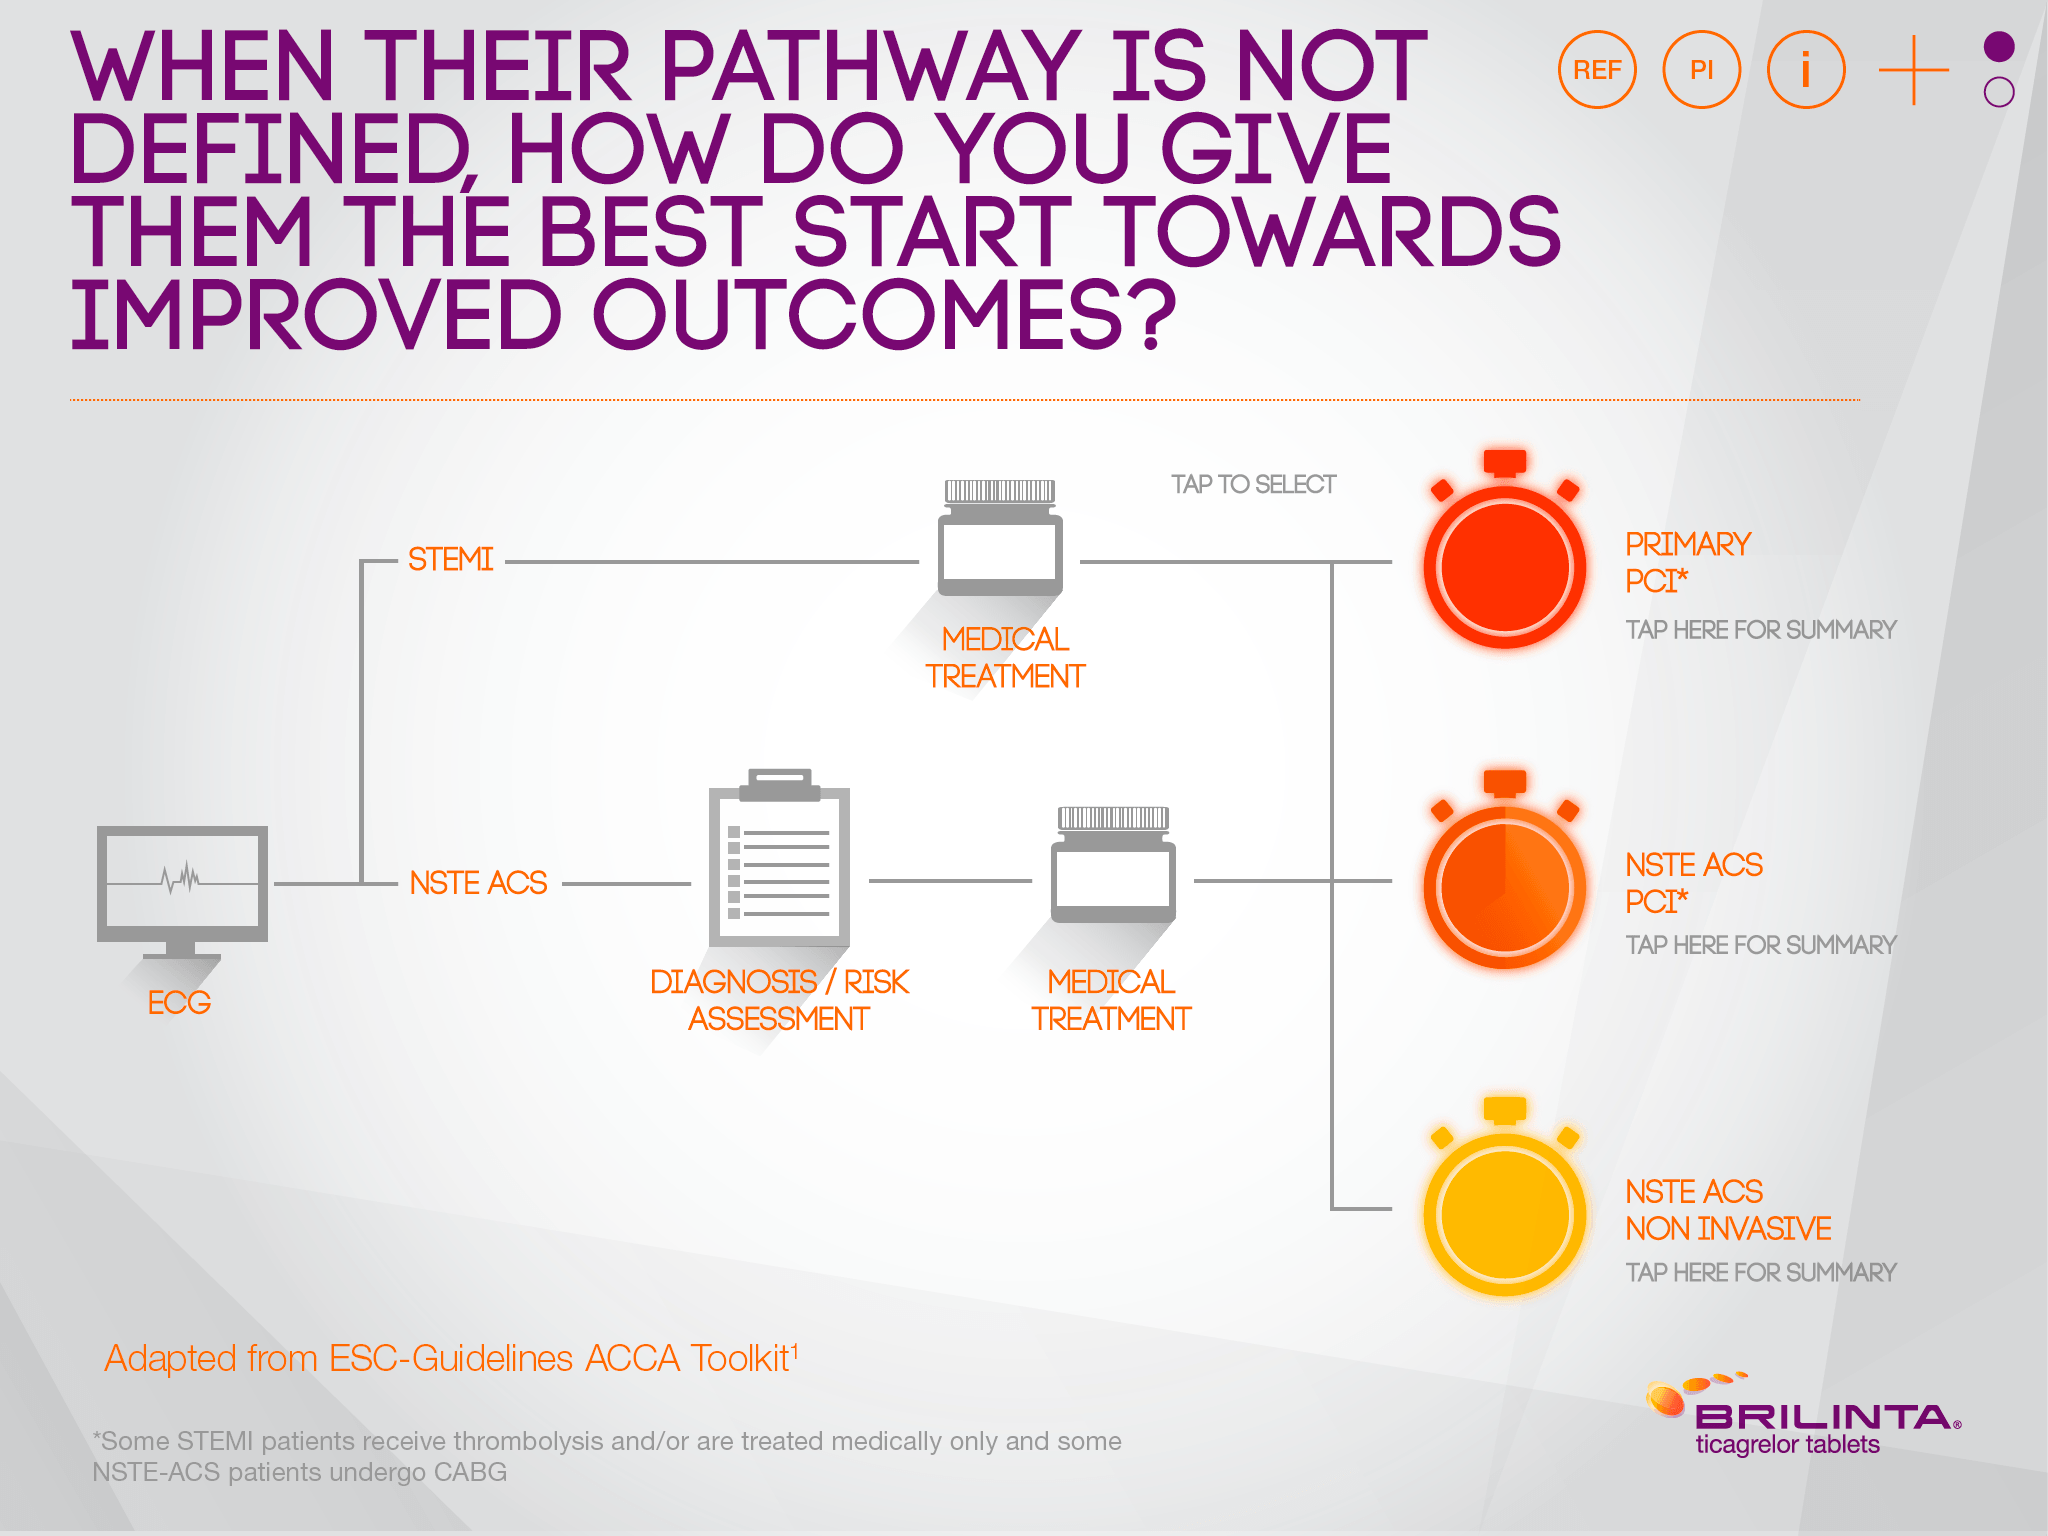 WHEN THEIR PATHWAY IS NOT
DEFINED, HOW DO YOU GIVE
THEM THE BEST START TOWARDS
IMPROVED OUTCOMES?
REF
PI
i
TAP TO SELECT
STEMI
MEDICAL
TREATMENT
PRIMARY
PCI*
TAP HERE FOR SUMMARY
ECG
NSTE ACS
DIAGNOSIS / RISK
ASSESSMENT
MEDICAL
TREATMENT
NSTE ACS
PCI*
TAP HERE FOR SUMMARY
NSTE ACS
NON INVASIVE
TAP HERE FOR SUMMARY
Adapted from ESC-Guidelines ACCA Toolkit¹
*Some STEMI patients receive thrombolysis and/or are treated medically only and some
NSTE-ACS patients undergo CABG
BRILINTA®
ticagrelor tablets